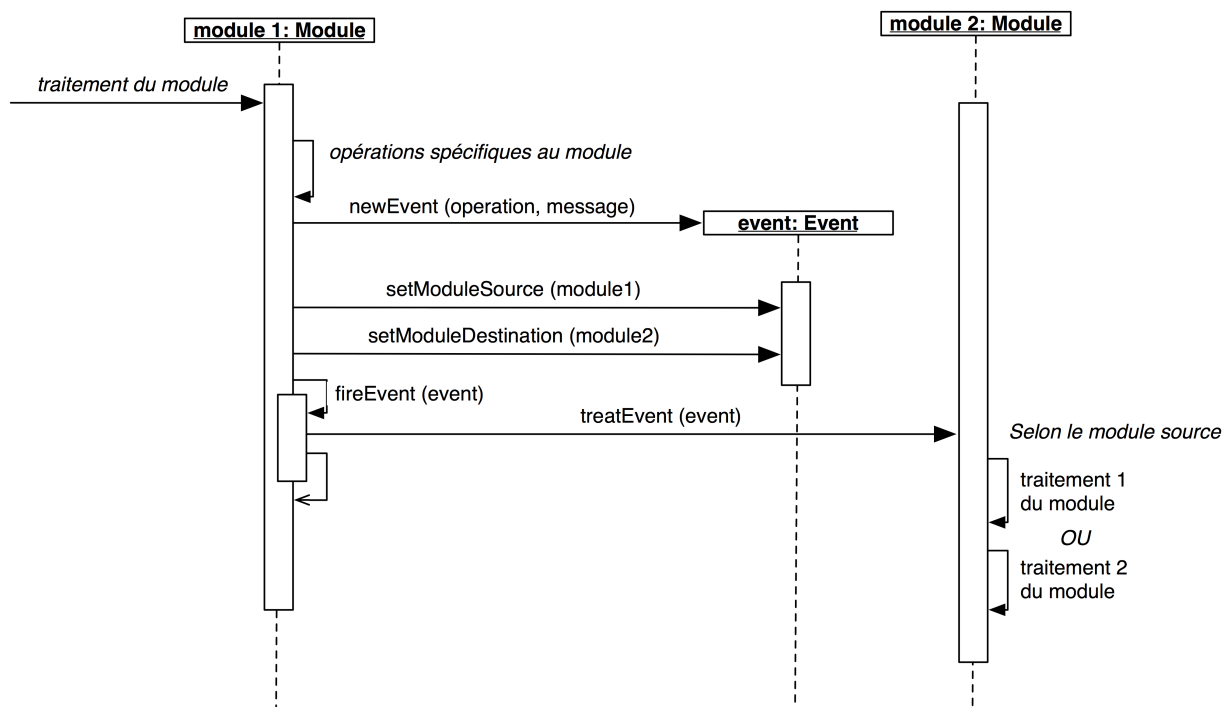 module 1: Module
module 2: Module
traitement du module
opérations spécifiques au module
newEvent (operation, message)
event: Event
setModuleSource (module1)
setModuleDestination (module2)
fireEvent (event)
treatEvent (event)
Selon le module source
traitement 1
du module
OU
traitement 2
du module